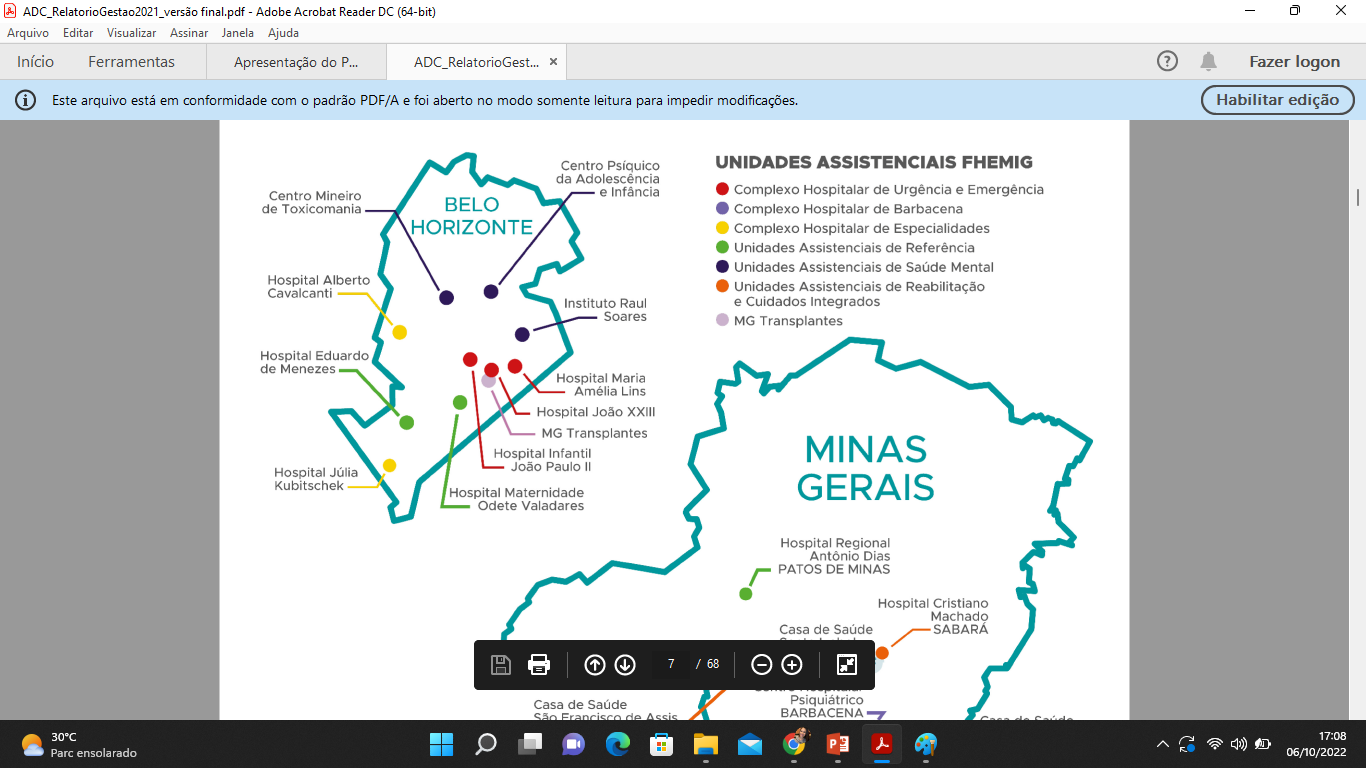 ADC_RelatorioGestao2021_versão final.pdf - Adobe Acrobat Reader DC (64-bit)
Arquivo Editar Visualizar Assinar Janela Ajuda
Início Ferramentas Apresentação do P... ADC_RelatorioGest... × Fazer logon
Este arquivo está em conformidade com o padrão PDF/A e foi aberto no modo somente leitura para impedir modificações. Habilitar edição
Centro Psíquico
da Adolescência
e Infância
Centro Mineiro
de Toxicomania
BELO
HORIZONTE
Hospital Alberto
Cavalcanti
Instituto Raul
Soares
Hospital Eduardo
de Menezes
Hospital Maria
Amélia Lins
Hospital João XXIII
MG Transplantes
Hospital Infantil
João Paulo II
Hospital Júlia
Kubitschek
Hospital Maternidade
Odete Valadares
UNIDADES ASSISTENCIAIS FHEMIG
Complexo Hospitalar de Urgência e Emergência
Complexo Hospitalar de Barbacena
Complexo Hospitalar de Especialidades
Unidades Assistenciais de Referência
Unidades Assistenciais de Saúde Mental
Unidades Assistenciais de Reabilitação
e Cuidados Integrados
MG Transplantes
MINAS
GERAIS
Hospital Regional
Antônio Dias
PATOS DE MINAS
Hospital Cristiano
Machado
SABARÁ
Casa de Saúde
7 / 68
Psiquiátrico
BARBACENA
Casa de Saúde
São Francisco de Assis
Casa de Saúde
30°C
Parc ensolarado
17:08
06/10/2022